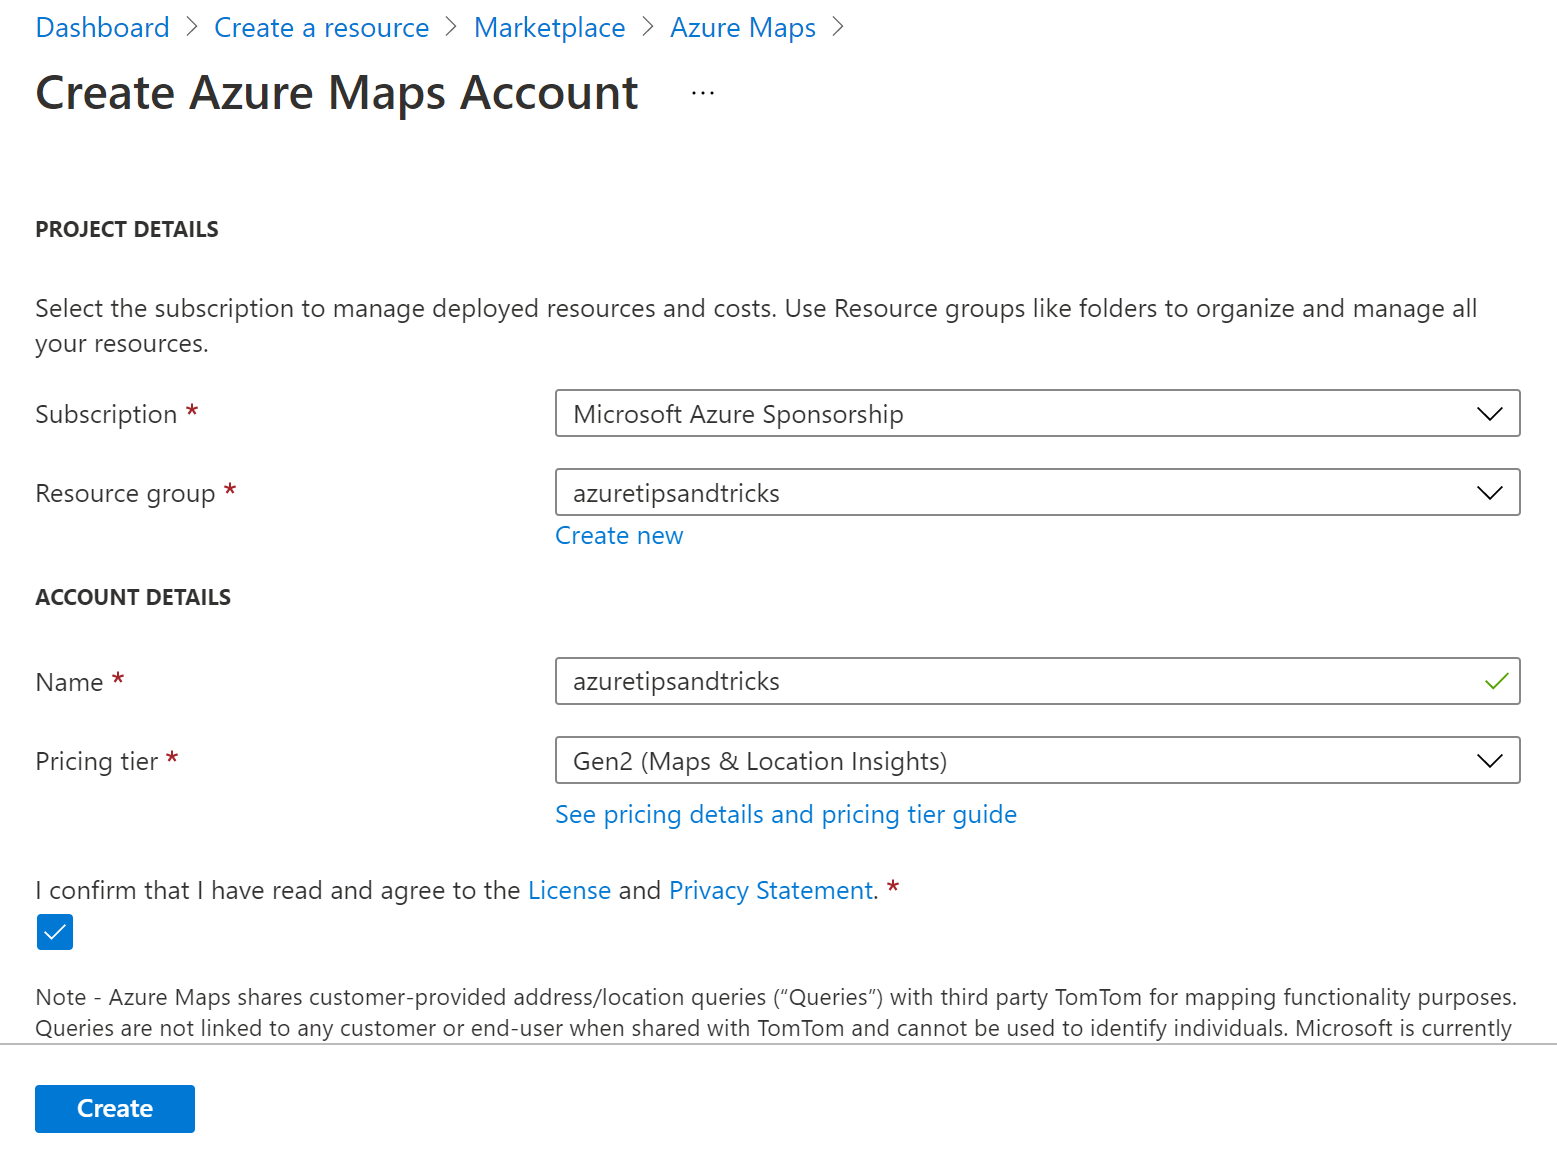 Dashboard > Create a resource > Marketplace > Azure Maps >
Create Azure Maps Account ...
PROJECT DETAILS
Select the subscription to manage deployed resources and costs. Use Resource groups like folders to organize and manage all
your resources.
Subscription *
Microsoft Azure Sponsorship
Resource group *
azuretipsandtricks
Create new
ACCOUNT DETAILS
Name *
azuretipsandtricks
Pricing tier *
Gen2 (Maps & Location Insights)
See pricing details and pricing tier guide
I confirm that I have read and agree to the License and Privacy Statement. *
Note - Azure Maps shares customer-provided address/location queries (“Queries”) with third party TomTom for mapping functionality purposes.
Queries are not linked to any customer or end-user when shared with TomTom and cannot be used to identify individuals. Microsoft is currently
Create